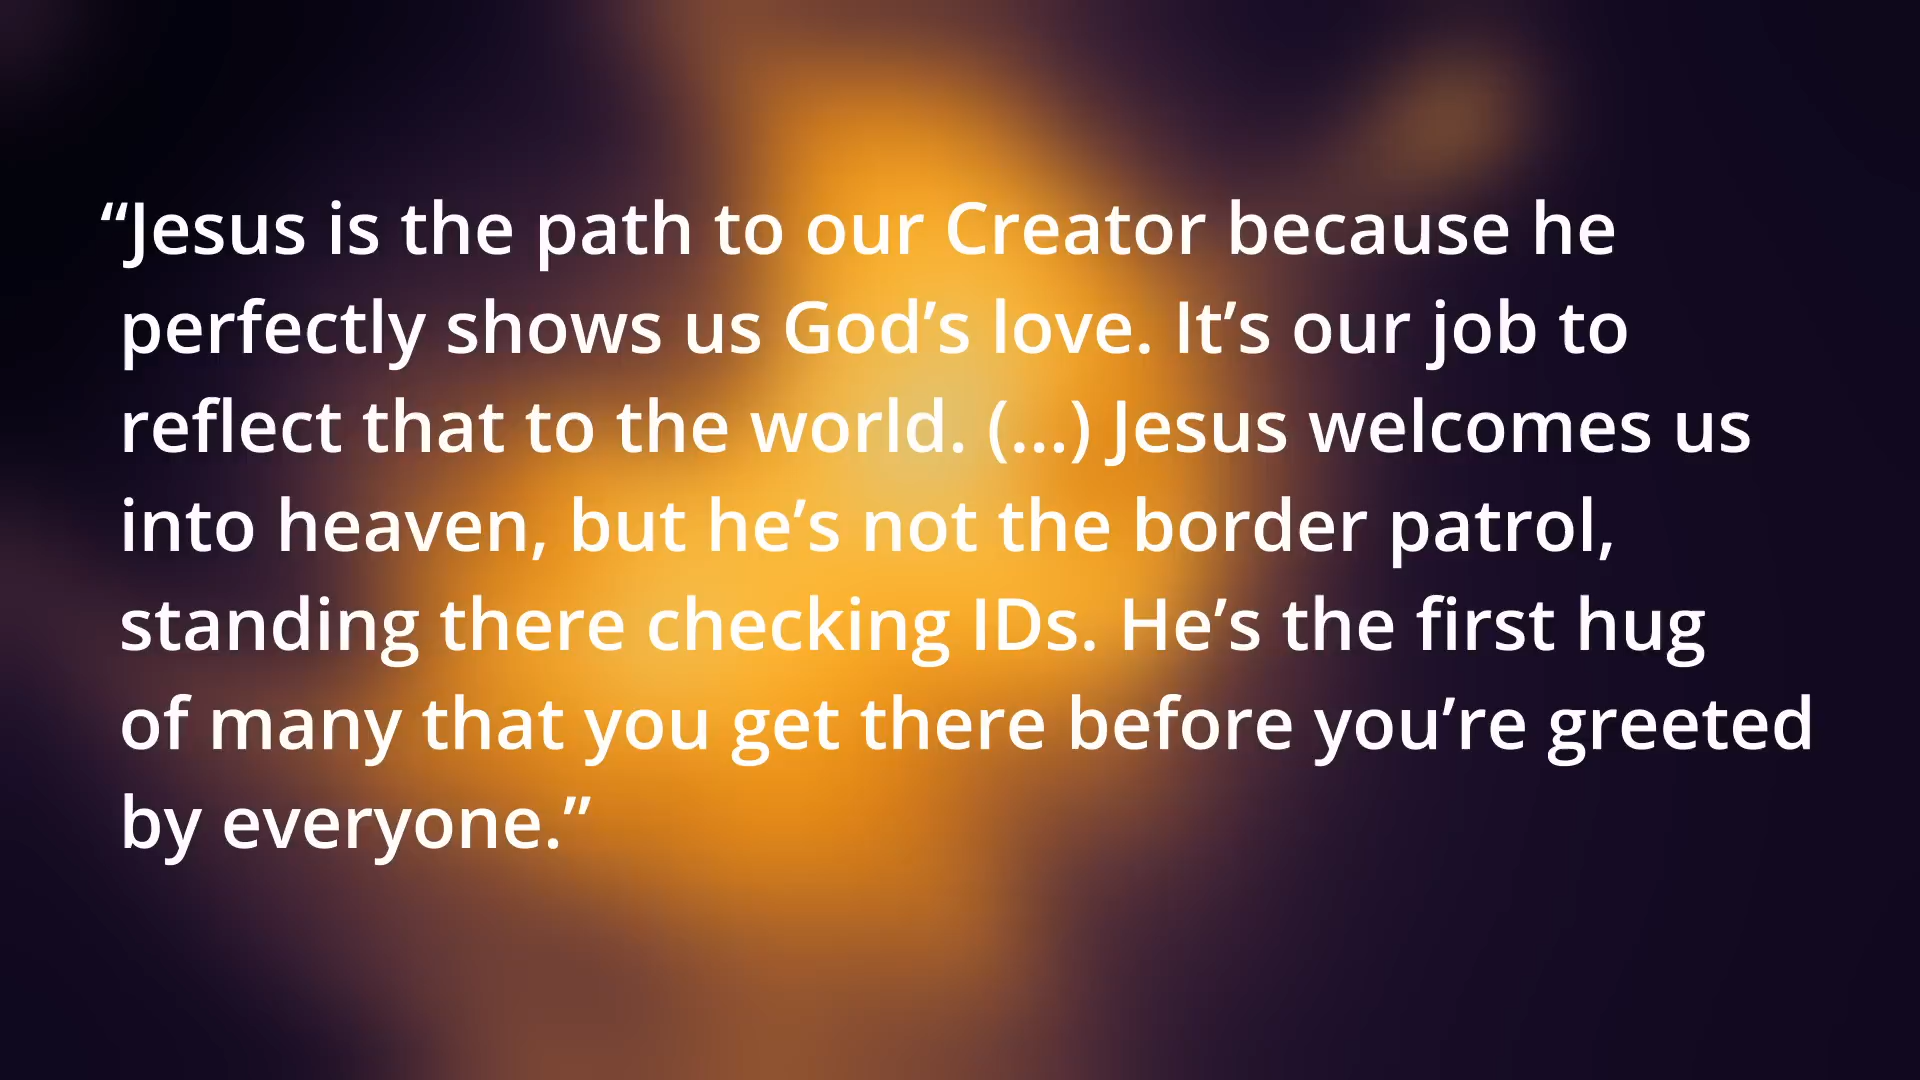 “Jesus is the path to our Creator because he
perfectly shows us God’s love. It’s our job to
reflect that to the world. (...) Jesus welcomes us
into heaven, but he’s not the border patrol,
standing there checking IDs. He’s the first hug
of many that you get there before you’re greeted
by everyone.”